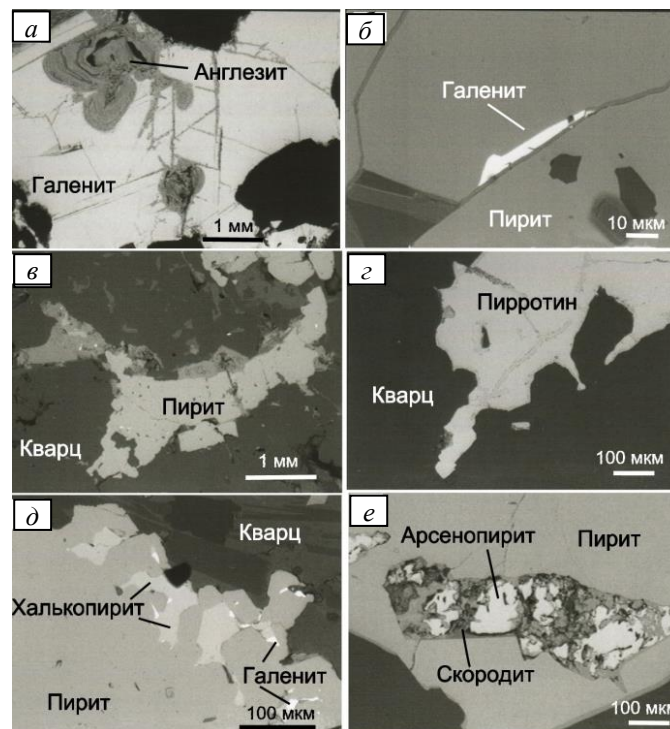 а
Англезит
Галенит
1 мм
б
Галенит
Пирит
10 мкм
в
Пирит
Кварц
1 мм
г
Пирротин
Кварц
100 мкм
д
Кварц
Халькопирит
Галенит
Пирит
100 мкм
е
Арсенопирит
Пирит
Скородит
100 мкм